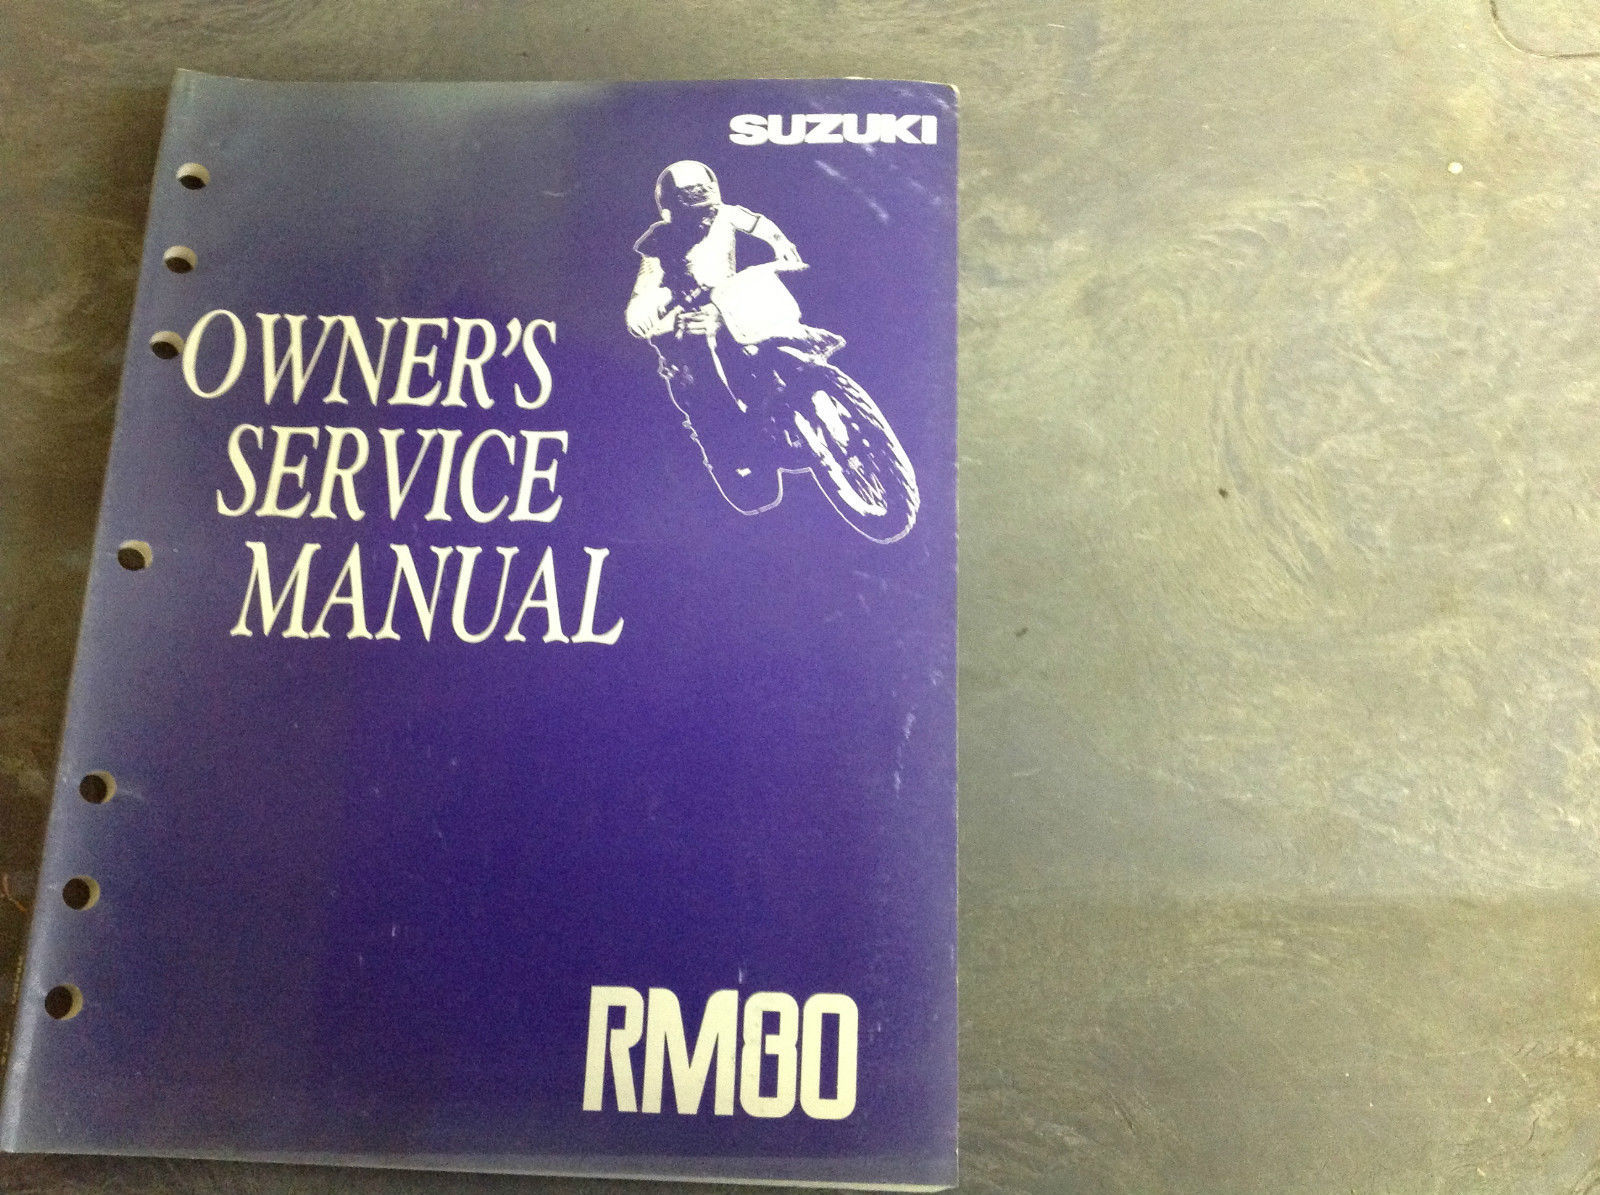 SUZUKI
OWNER'S
SERVICE
MANUAL
RM80